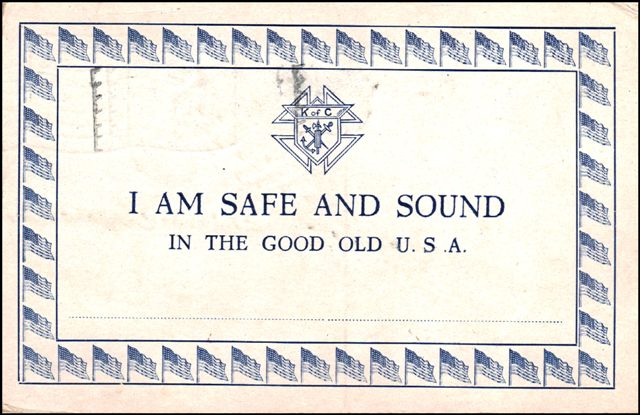 K of C
I AM SAFE AND SOUND
IN THE GOOD OLD U. S .A.